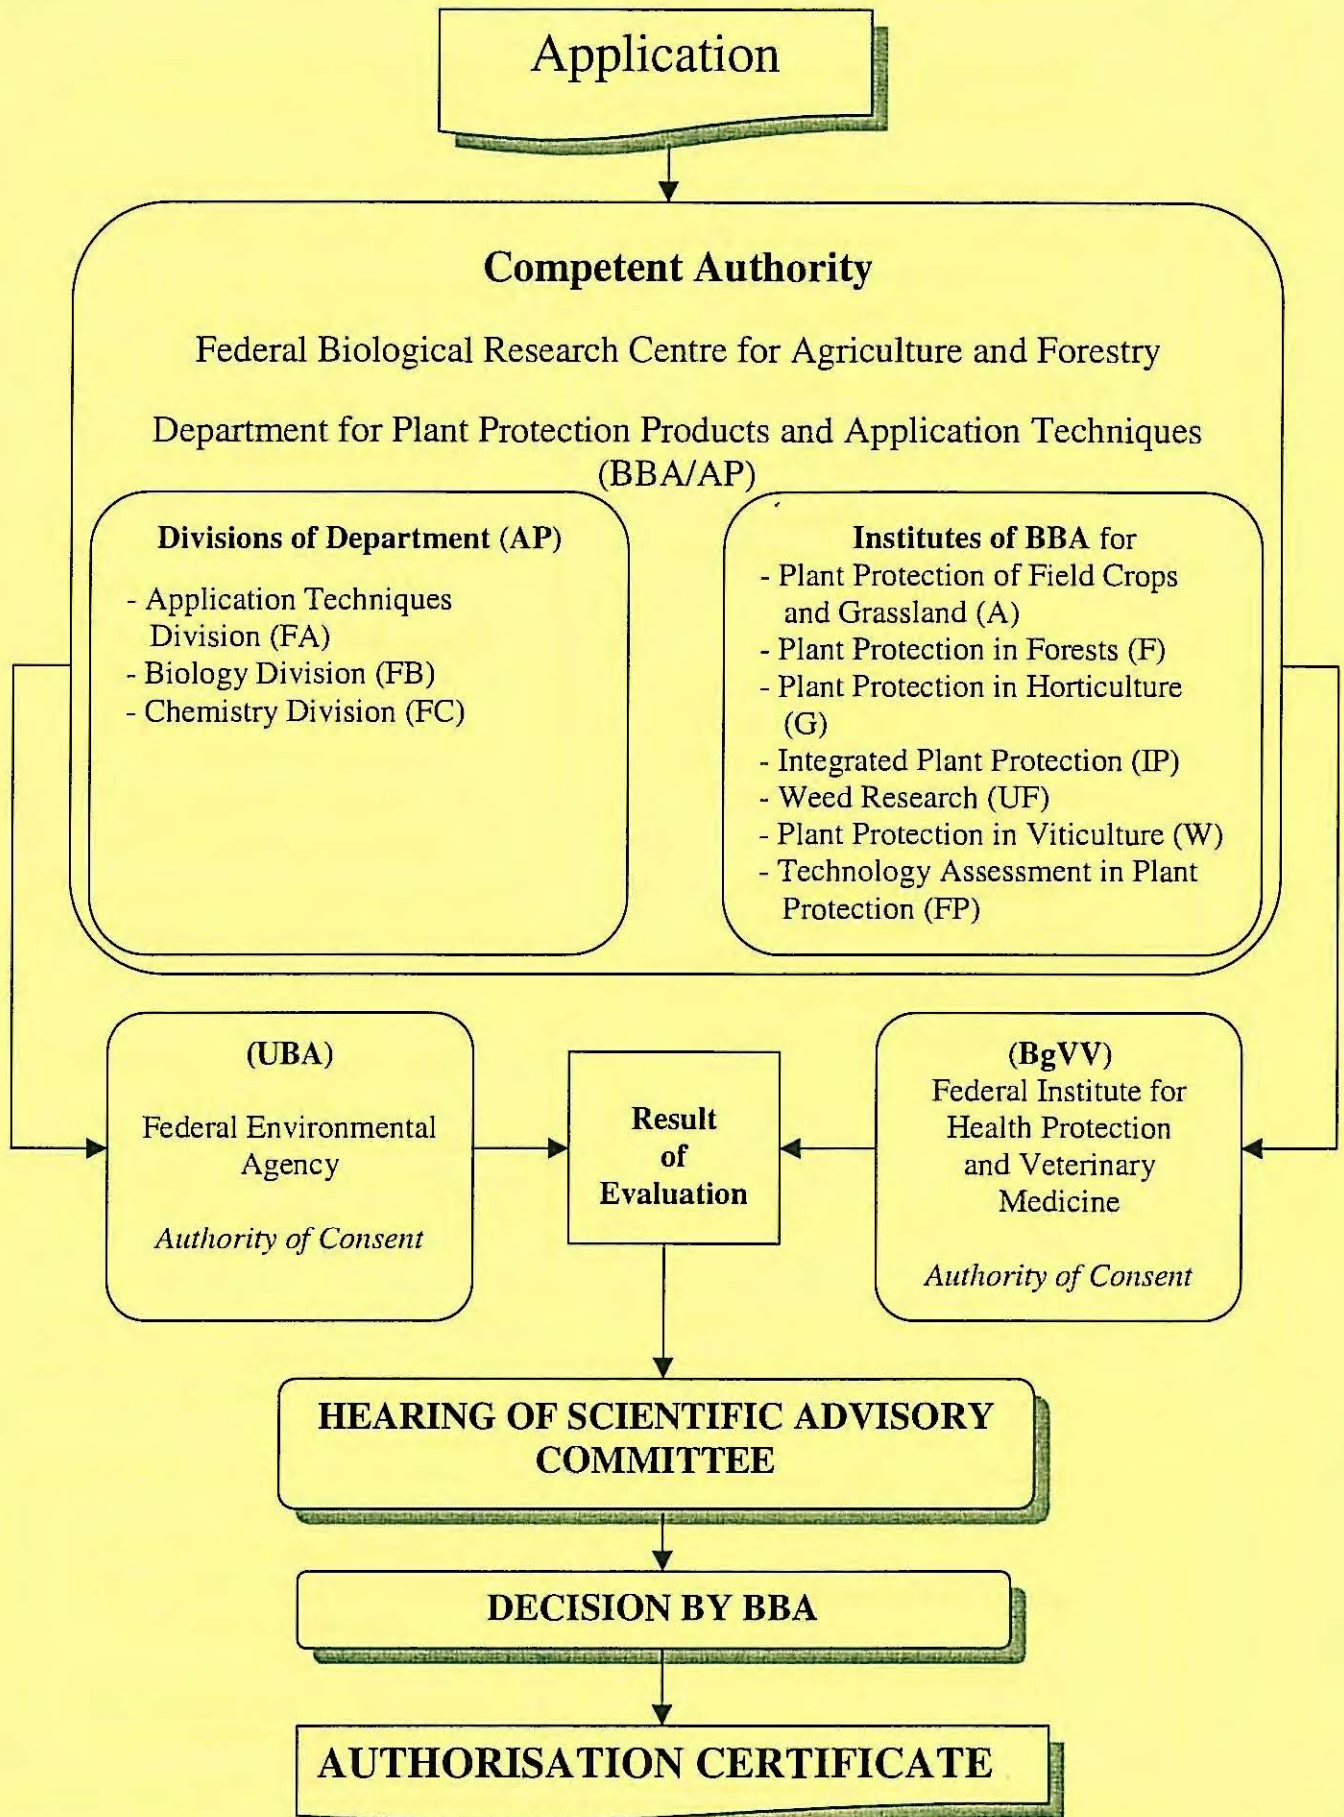 Application
Competent Authority
Federal Biological Research Centre for Agriculture and Forestry
Department for Plant Protection Products and Application Techniques
(BBA/AP)
Divisions of Department (AP)
- Application Techniques
Division (FA)
- Biology Division (FB)
- Chemistry Division (FC)
Institutes of BBA for
- Plant Protection of Field Crops
and Grassland (A)
- Plant Protection in Forests (F)
- Plant Protection in Horticulture
(G)
- Integrated Plant Protection (IP)
- Weed Research (UF)
- Plant Protection in Viticulture (W)
- Technology Assessment in Plant
Protection (FP)
(UBA)
Federal Environmental
Agency
Authority of Consent
Result
of
Evaluation
(BgVV)
Federal Institute for
Health Protection
and Veterinary
Medicine
Authority of Consent
HEARING OF SCIENTIFIC ADVISORY
COMMITTEE
DECISION BY BBA
AUTHORISATION CERTIFICATE